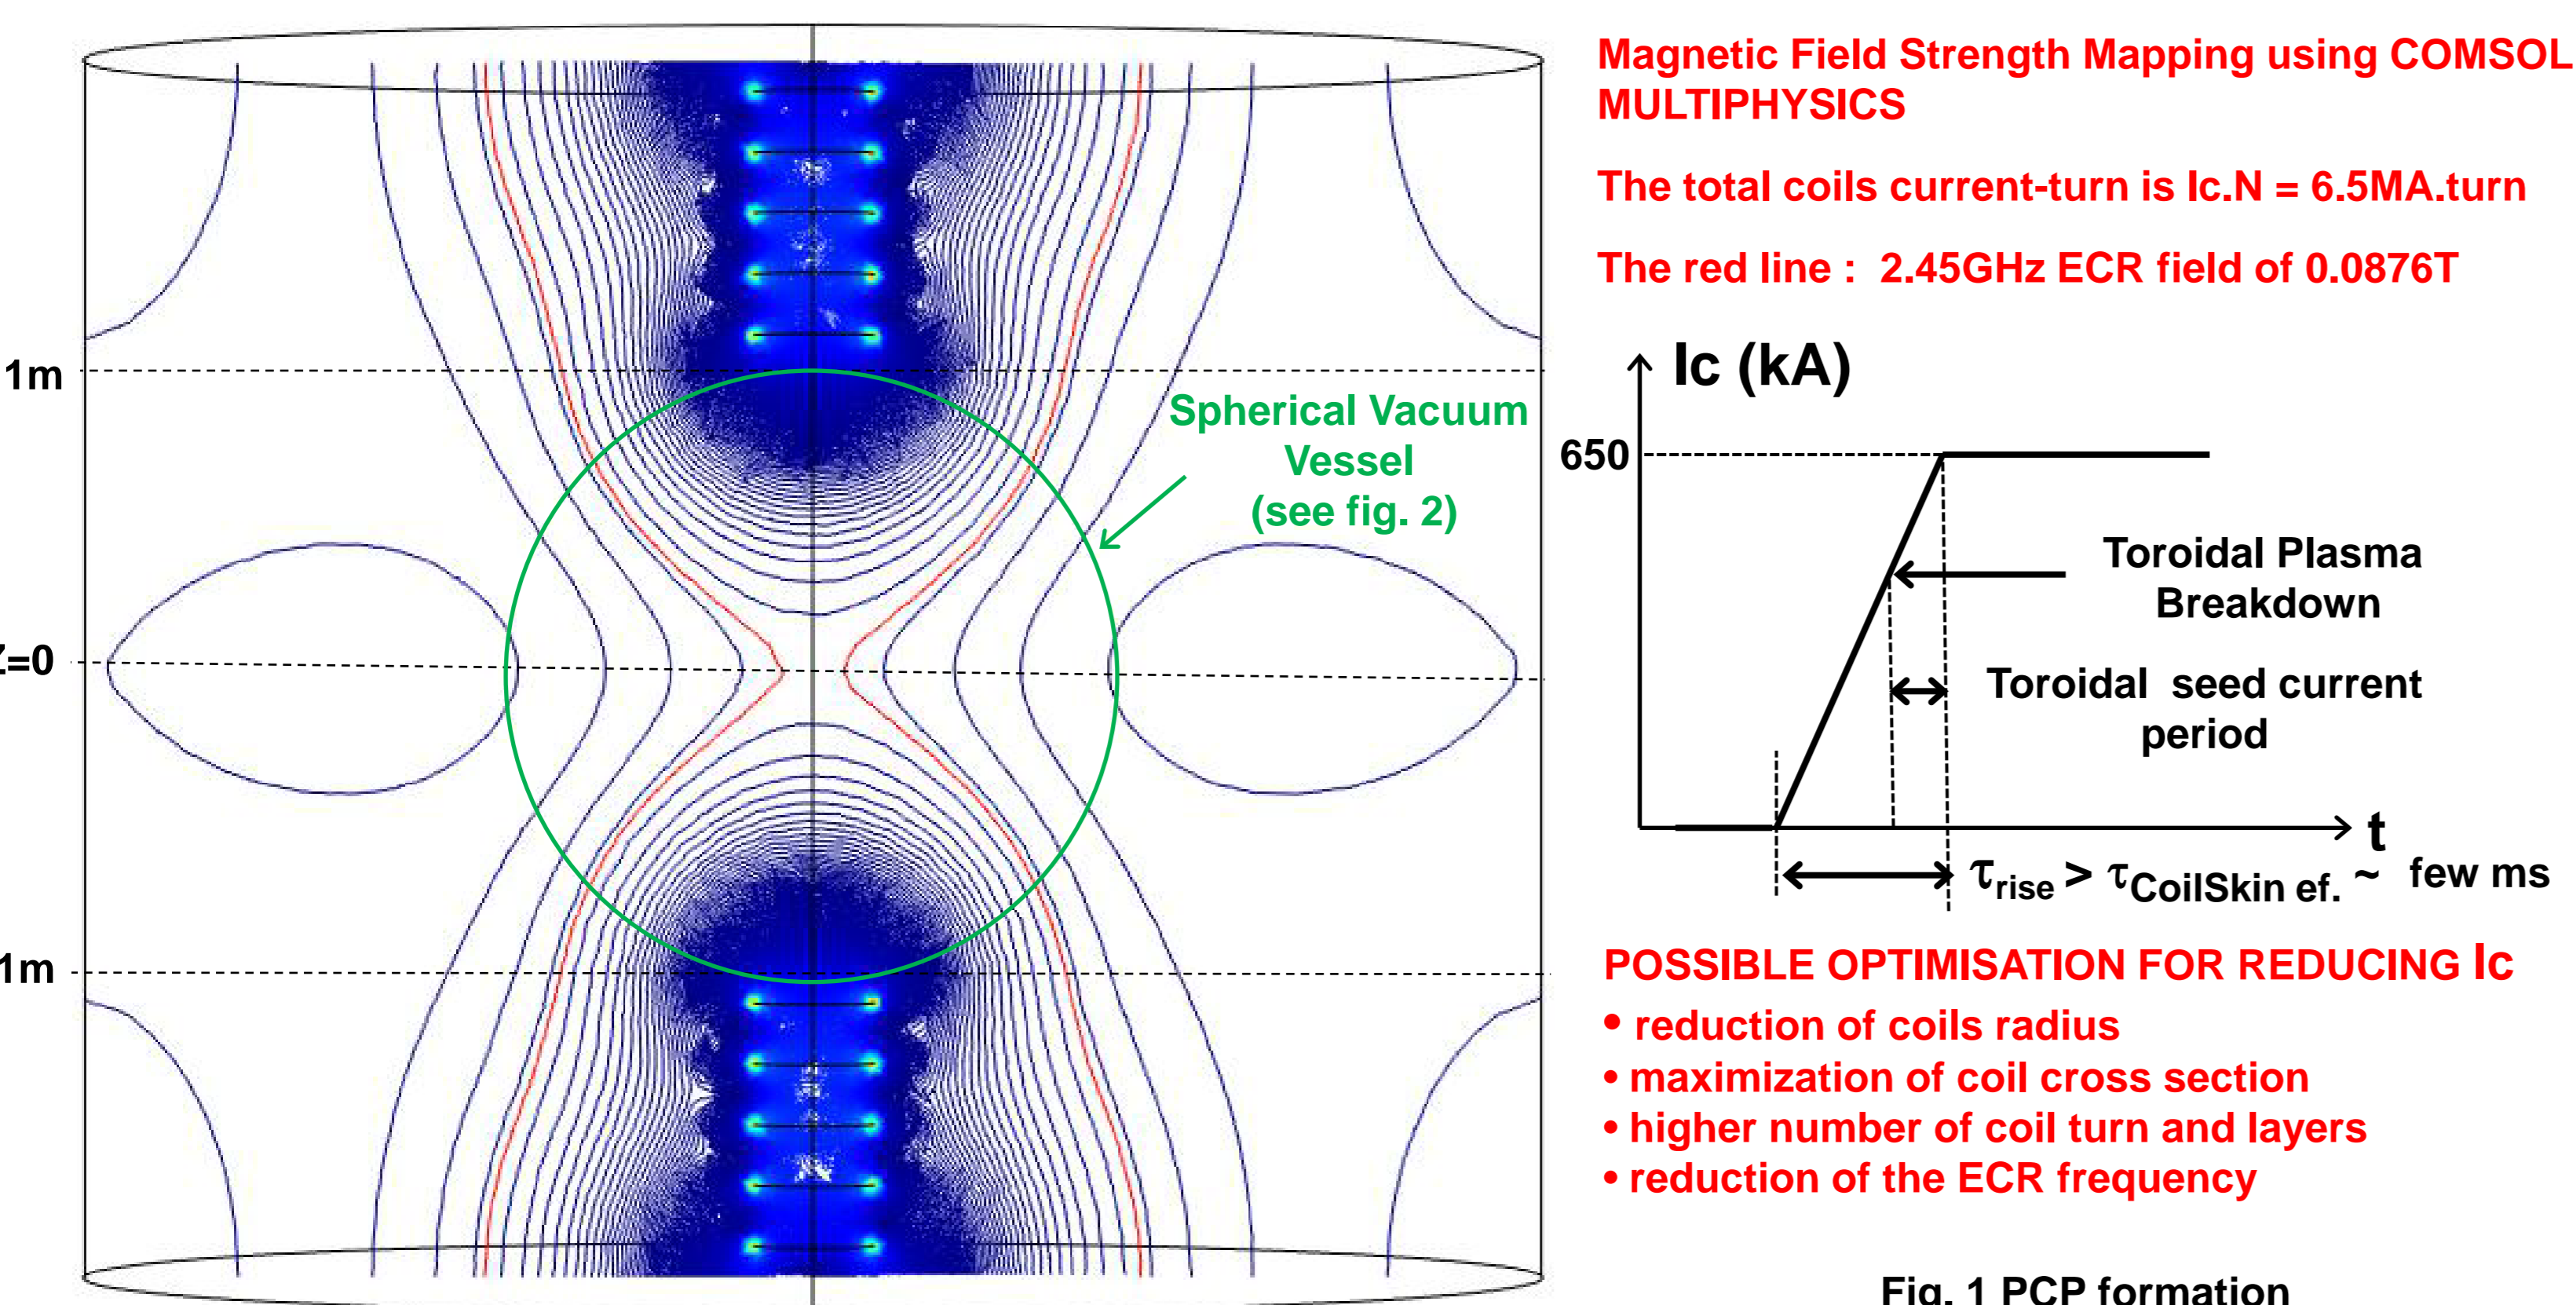 Magnetic Field Strength Mapping using COMSOL
MULTIPHYSICS
The total coils current-turn is Ic.N = 6.5MA.turn
The red line : 2.45GHz ECR field of 0.0876T
1m
Spherical Vacuum
Vessel
(see fig. 2)
Z=0
1m
Ic (kA)
650
Toroidal Plasma
Breakdown
Toroidal seed current
period
t
τrise > τCoilSkin ef. ~ few ms
POSSIBLE OPTIMISATION FOR REDUCING Ic
• reduction of coils radius
• maximization of coil cross section
• higher number of coil turn and layers
• reduction of the ECR frequency
Fig. 1 PCP formation